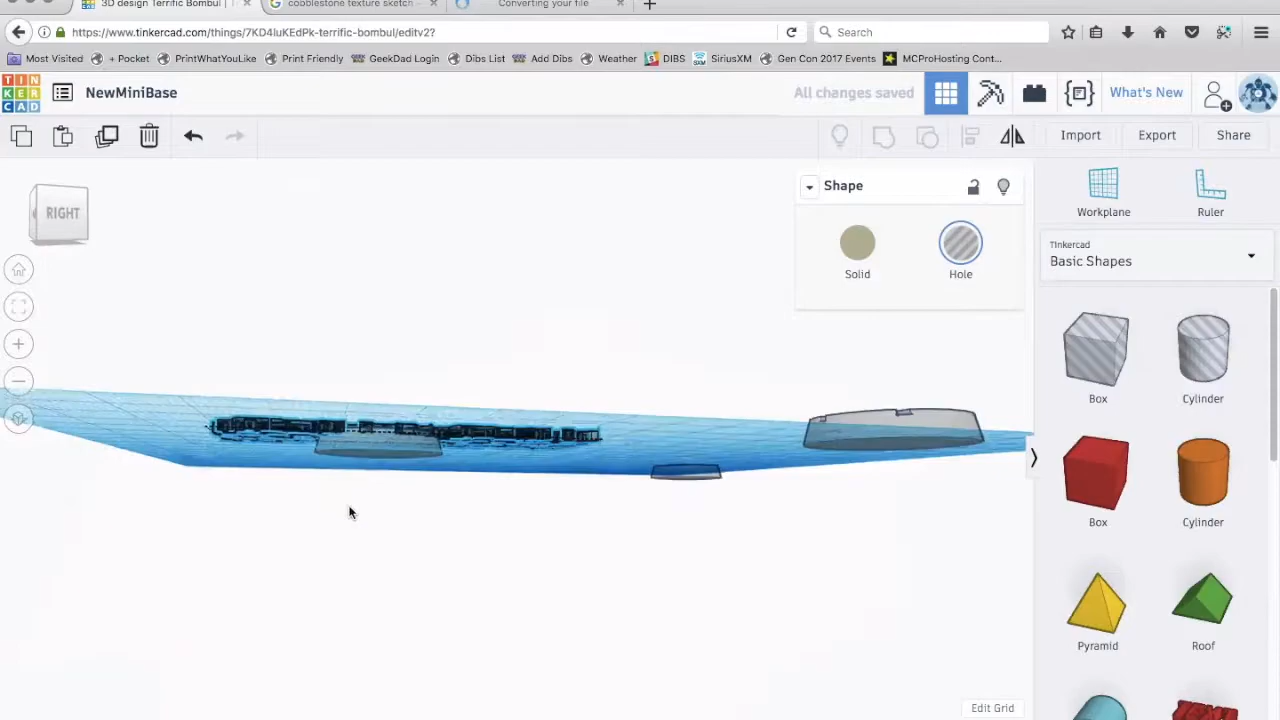 3D design Terrific Bombul |
cobblestone texture sketch
Converting your file
https://www.tinkercad.com/things/7KD4IuKEdPk-terrific-bombul/editv2?
Search
Most Visited
+ Pocket
PrintWhatYouLike
Print Friendly
GeekDad Login
Dibs List
Add Dibs
Weather
DIBS
SiriusXM
Gen Con 2017 Events
MCProHosting Cont...
TIN
KER
CAD
NewMiniBase
All changes saved
What's New
Import
Export
Share
RIGHT
Shape
Solid
Hole
Workplane
Ruler
Tinkercad
Basic Shapes
Box
Cylinder
Box
Cylinder
Pyramid
Roof
Edit Grid